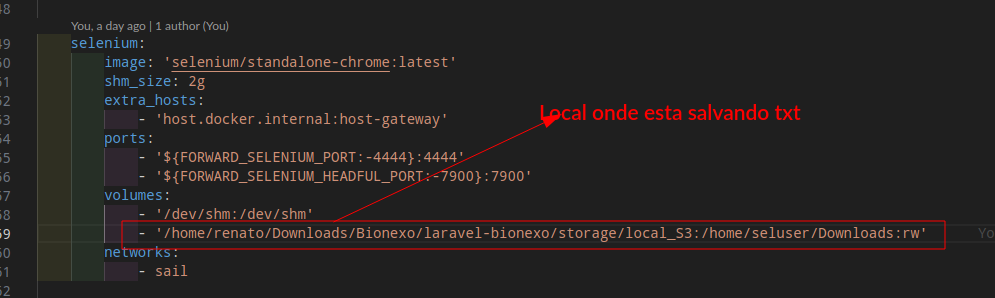 48
You, a day ago | 1 author (You)
49 selenium:
50 image: 'selenium/standalone-chrome:latest'
51 shm_size: 2g
52 extra_hosts:
53 - 'host.docker.internal:host-gateway'
Local onde esta salvando txt
54 ports:
55 - '${FORWARD_SELENIUM_PORT:-4444}:4444'
56 - '${FORWARD_SELENIUM_HEADFUL_PORT:-7900}:7900'
57 volumes:
58 - '/dev/shm:/dev/shm'
59 - '/home/renato/Downloads/Bionexo/laravel-bionexo/storage/local_S3:/home/seluser/Downloads:rw' Yo
60 networks:
61 - sail
62